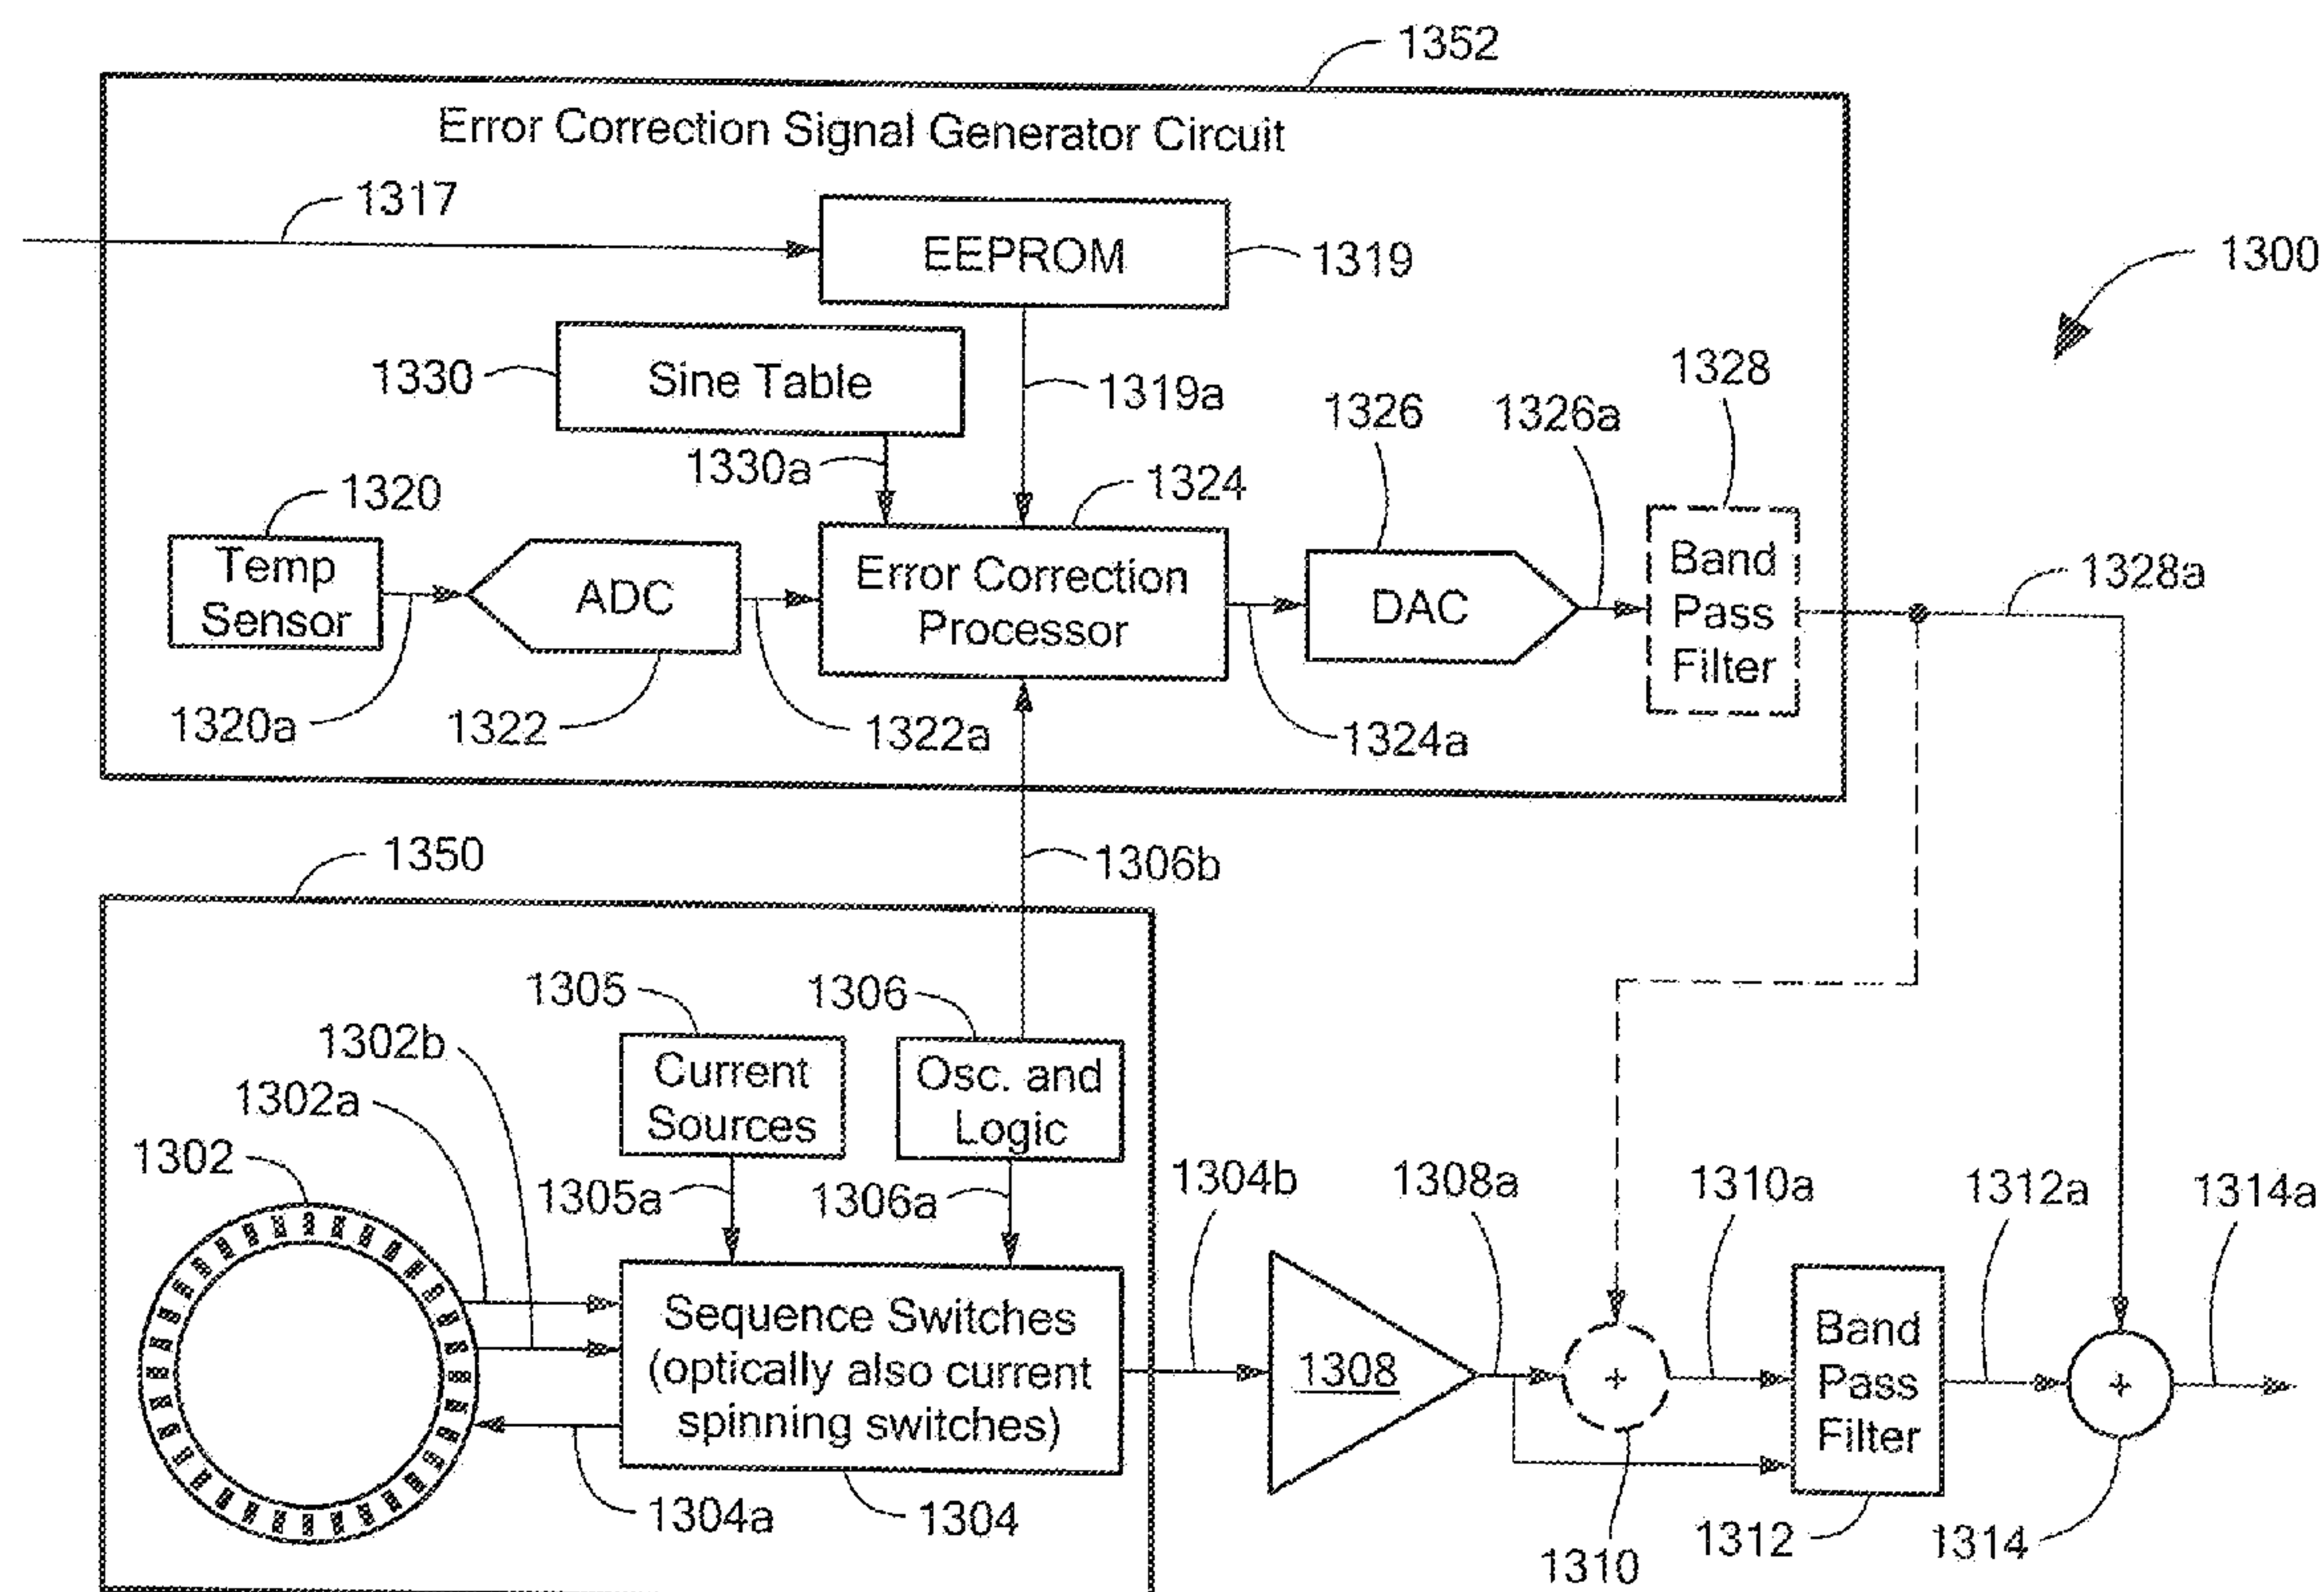 1352
Error Correction Signal Generator Circuit
1317
EEPROM
1319
1300
1330
Sine Table
1319a
1328
1326
1326a
1330a
1320
1324
Temp
Sensor
ADC
Error Correction
Processor
DAC
Band
Pass
Filter
1328a
1320a
1322
1322a
1324a
1350
1306b
1305
1306
1302b
1302a
Current
Sources
Osc. and
Logic
1302
1305a
1306a
1304b
1308a
1310a
1312a
1314a
Sequence Switches
(optically also current
spinning switches)
1308
+
Band
Pass
Filter
+
1304a
1304
1310
1312
1314